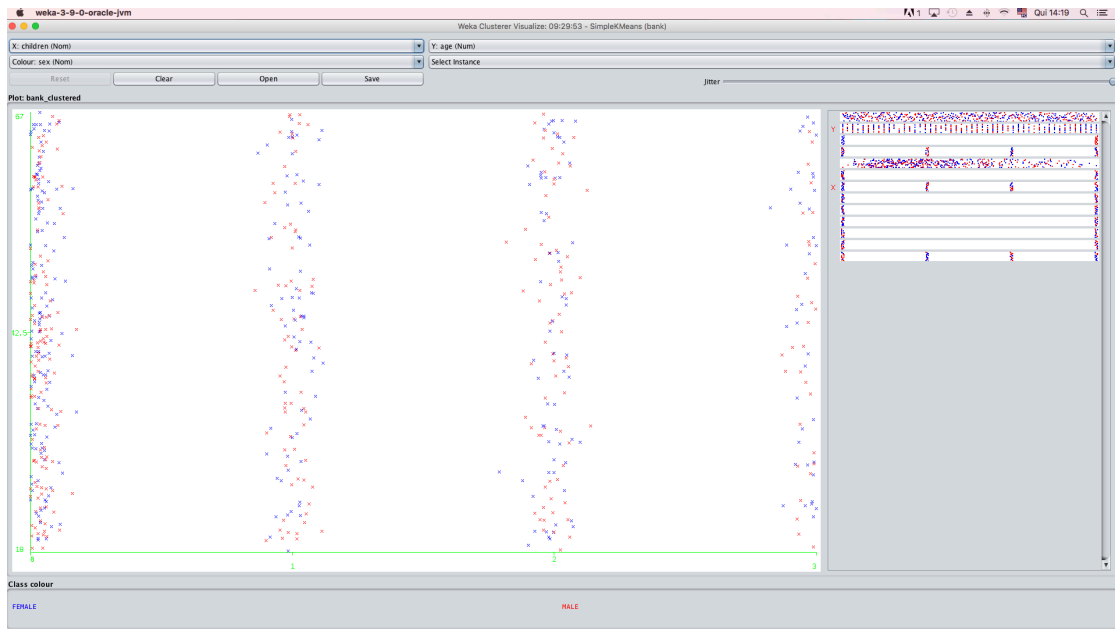 weka-3-9-0-oracle-jvm 1 Qui 14:19
Weka Clusterer Visualize: 09:29:53 - SimpleKMeans (bank)
X: children (Nom) Y: age (Num)
Colour: sex (Nom) Select Instance
Reset Clear Open Save Jitter
Plot: bank_clustered
67
Y
X
42.5
18
0 1 2 3
Class colour
FEMALE MALE